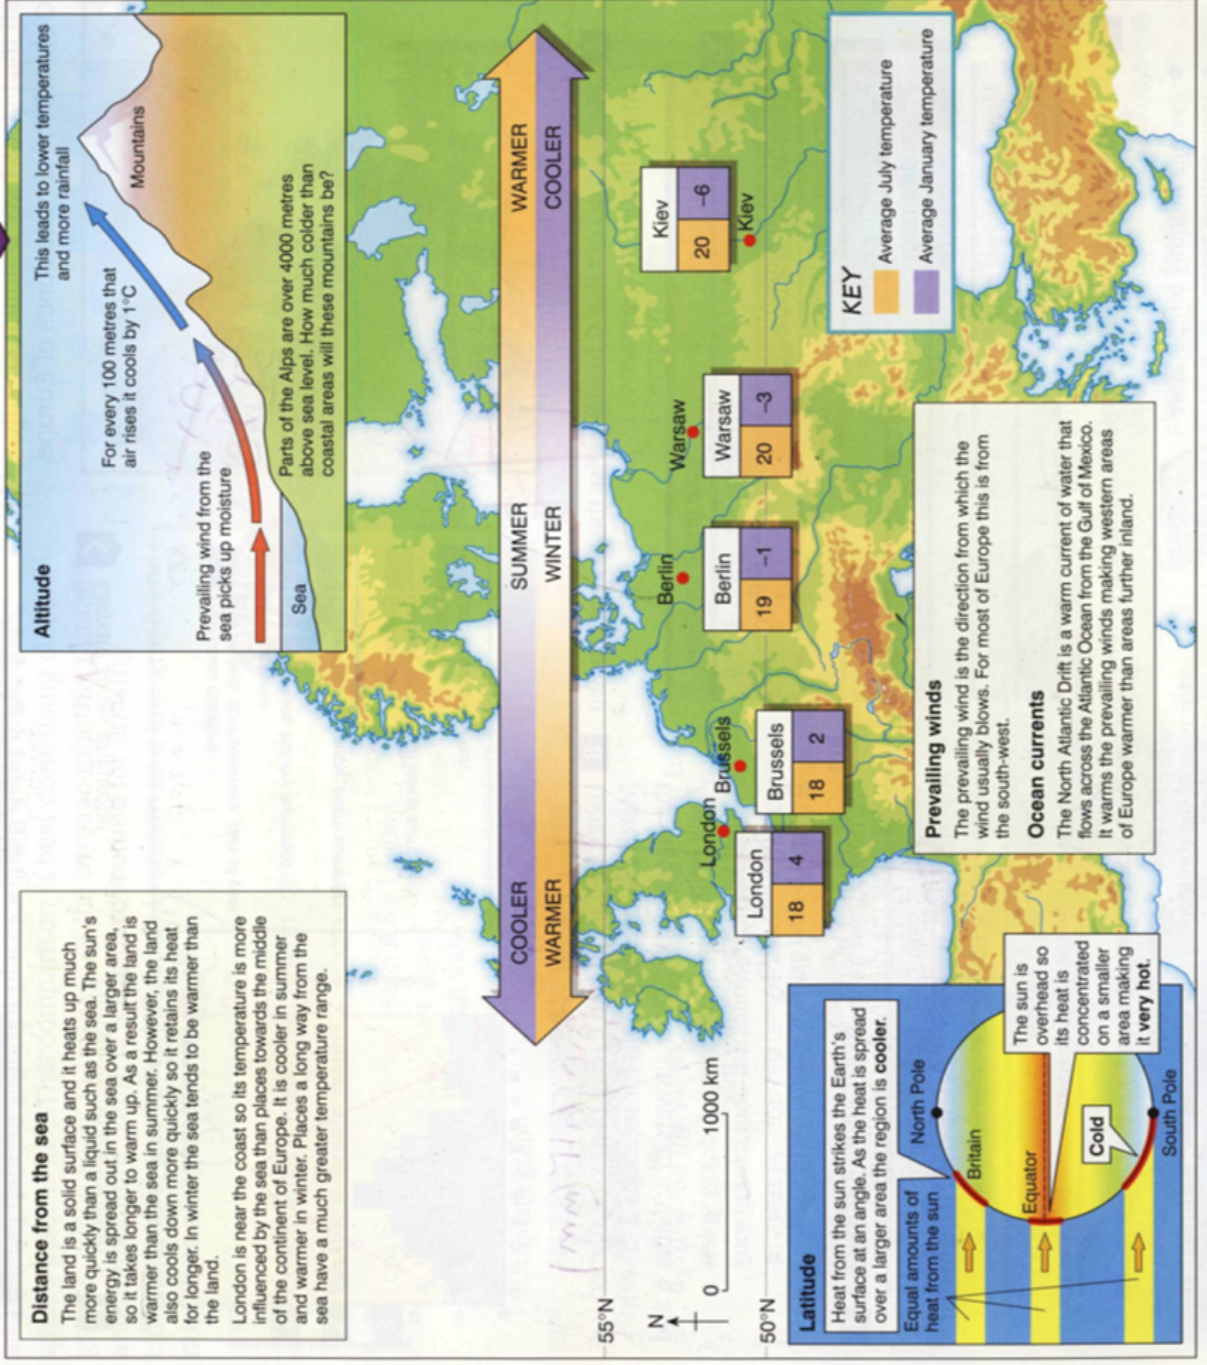 Distance from the sea
The land is a solid surface and it heats up much
more quickly than a liquid such as the sea. The sun's
energy is spread out in the sea over a larger area,
so it takes longer to warm up. As a result the land is
warmer than the sea in summer. However, the land
also cools down more quickly so it retains its heat
for longer. In winter the sea tends to be warmer than
the land.
London is near the coast so its temperature is more
influenced by the sea than places towards the middle
of the continent of Europe. It is cooler in summer
and warmer in winter. Places a long way from the
sea have a much greater temperature range.
Altitude
Prevailing wind from the
sea picks up moisture
For every 100 metres that
air rises it cools by 1°C
This leads to lower temperatures
and more rainfall
Mountains
Sea
Parts of the Alps are over 4000 metres
above sea level. How much colder than
coastal areas will these mountains be?
COOLER
SUMMER
WARMER
WARMER
WINTER
COOLER
55°N
N
0
1000 km
50°N
London
London
18 4
Brussels
Brussels
18 2
Berlin
Berlin
19 -1
Warsaw
Warsaw
20 -3
Kiev
20 -6
Kiev
KEY
Average July temperature
Average January temperature
Latitude
Heat from the sun strikes the Earth's
surface at an angle. As the heat is spread
over a larger area the region is cooler.
Equal amounts of
heat from the sun
North Pole
Britain
Equator
Cold
South Pole
The sun is
overhead so
its heat is
concentrated
on a smaller
area making
it very hot.
Prevailing winds
The prevailing wind is the direction from which the
wind usually blows. For most of Europe this is from
the south-west.
Ocean currents
The North Atlantic Drift is a warm current of water that
flows across the Atlantic Ocean from the Gulf of Mexico.
It warms the prevailing winds making western areas
of Europe warmer than areas further inland.